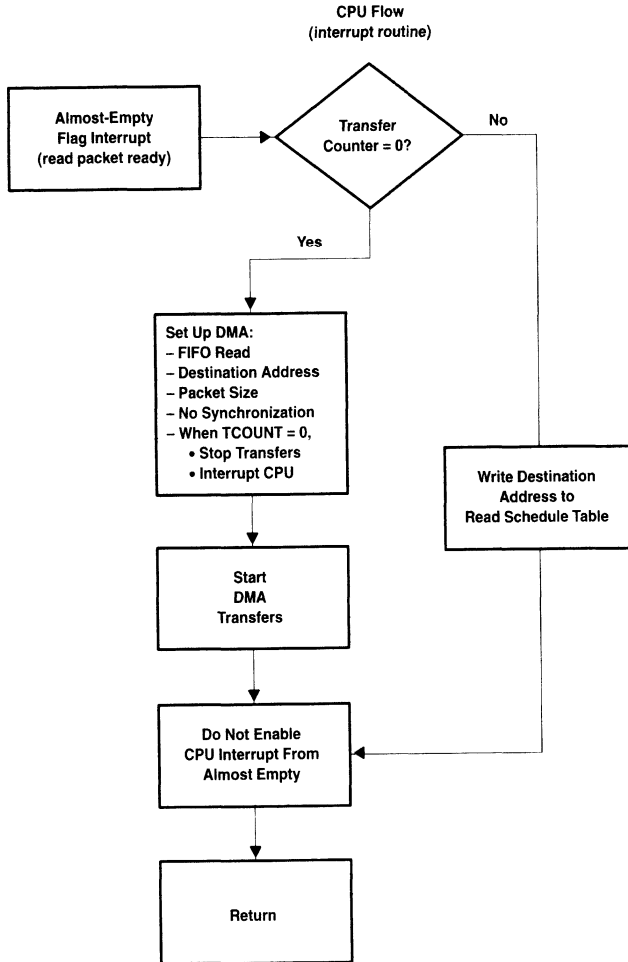 CPU Flow
(interrupt routine)
Almost-Empty
Flag Interrupt
(read packet ready)
Transfer
Counter = 0?
No
Yes
Set Up DMA:
– FIFO Read
– Destination Address
– Packet Size
– No Synchronization
– When TCOUNT = 0,
• Stop Transfers
• Interrupt CPU
Write Destination
Address to
Read Schedule Table
Start
DMA
Transfers
Do Not Enable
CPU Interrupt From
Almost Empty
Return